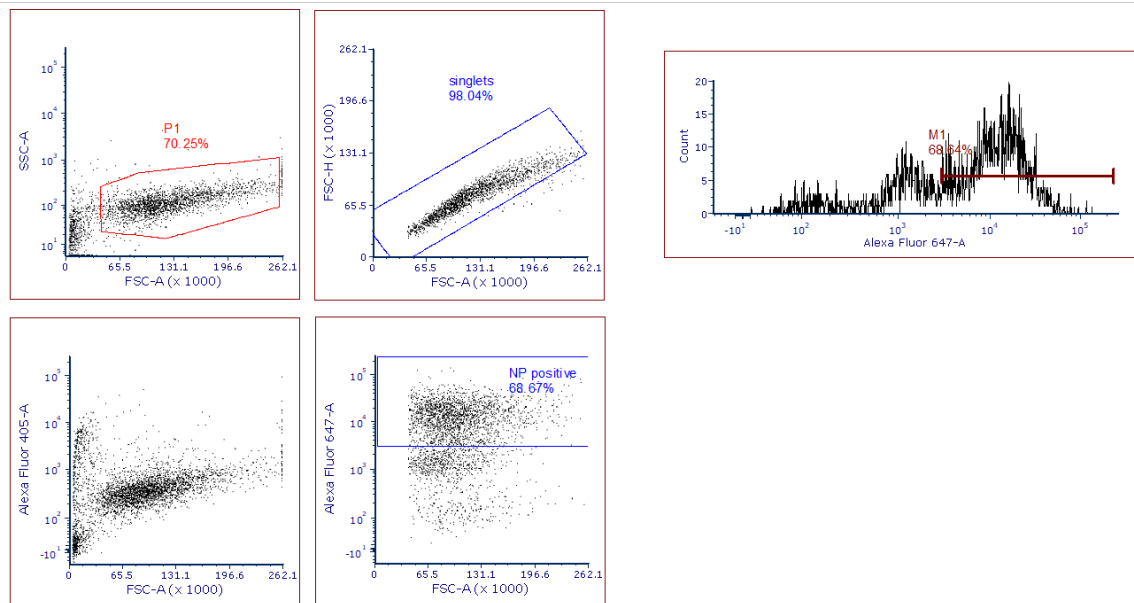 SSC-A
10^5
10^4
10^3
10^2
10^1
P1
70.25%
0 65.5 131.1 196.6 262.1
FSC-A (x 1000)
FSC-H (x 1000)
262.1
196.6
131.1
65.5
0
singlets
98.04%
0 65.5 131.1 196.6 262.1
FSC-A (x 1000)
Count
20
15
10
5
0
M1
68.64%
-10^1 10^2 10^3 10^4 10^5
Alexa Fluor 647-A
Alexa Fluor 405-A
10^5
10^4
10^3
10^2
-10^1
0 65.5 131.1 196.6 262.1
FSC-A (x 1000)
Alexa Fluor 647-A
10^5
10^4
10^3
10^2
-10^1
NP positive
68.67%
0 65.5 131.1 196.6 262.1
FSC-A (x 1000)